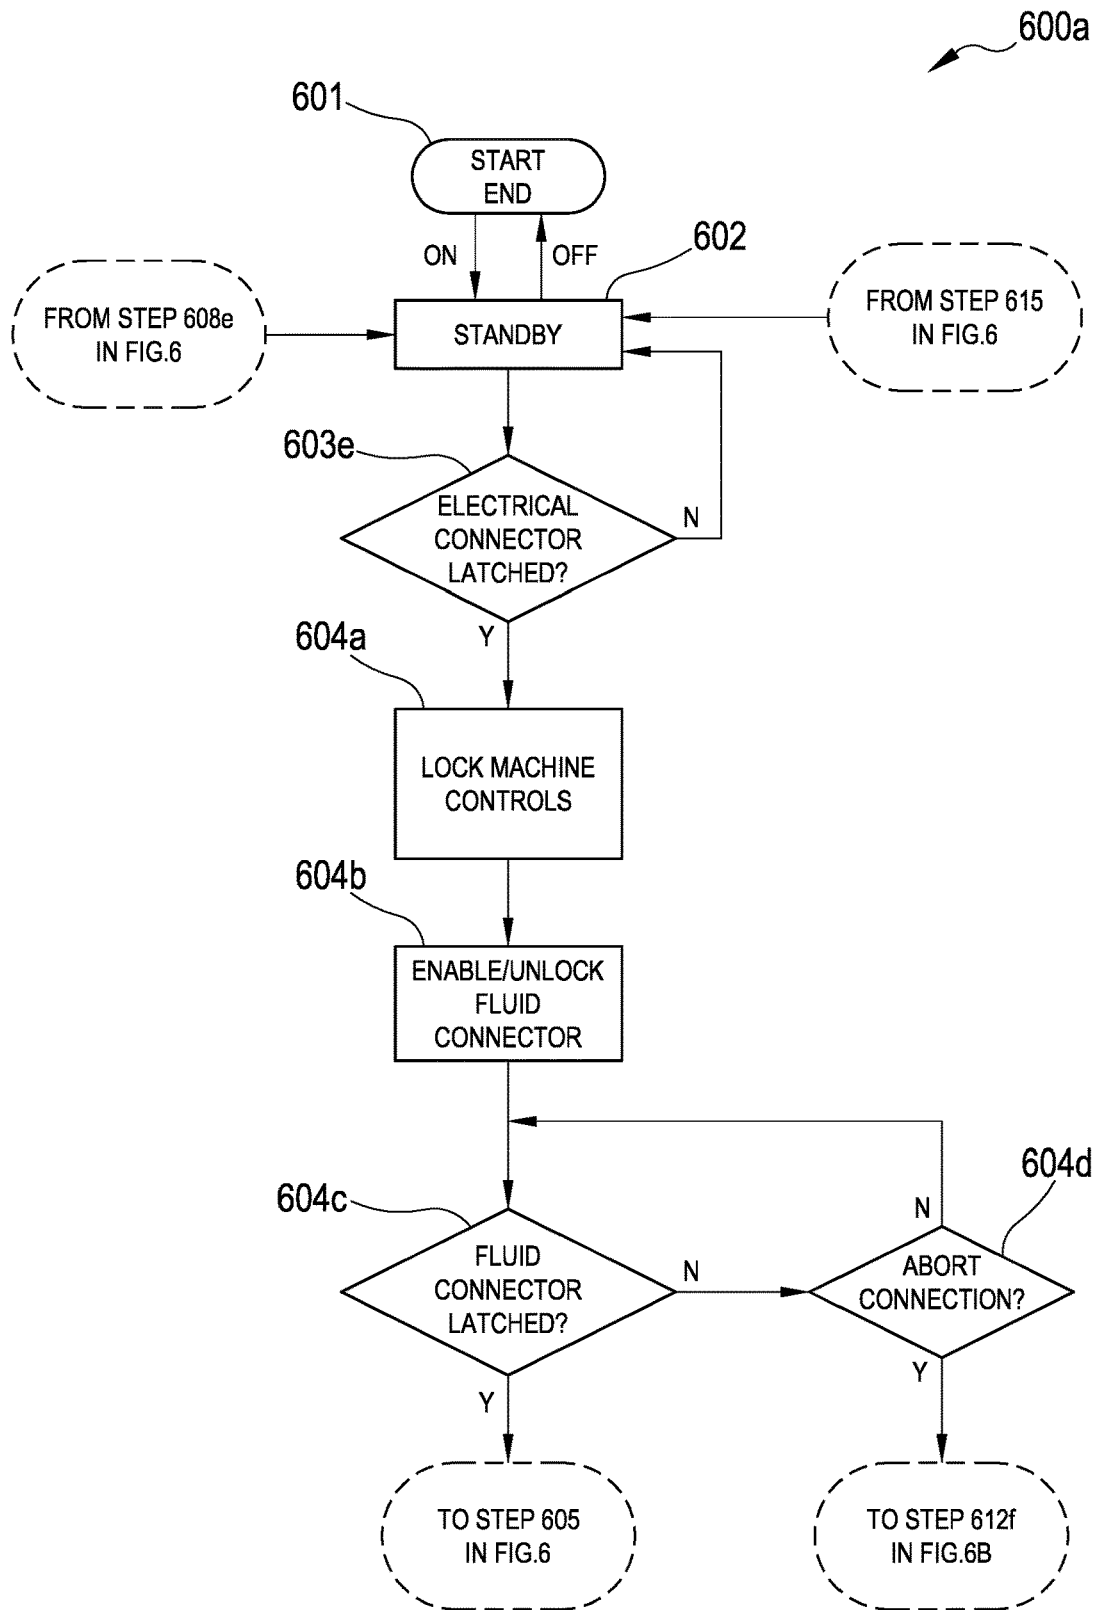 600a
601
START
END
ON
OFF
602
FROM STEP 608e
IN FIG.6
STANDBY
FROM STEP 615
IN FIG.6
603e
ELECTRICAL
CONNECTOR
LATCHED?
N
Y
604a
LOCK MACHINE
CONTROLS
604b
ENABLE/UNLOCK
FLUID
CONNECTOR
604c
FLUID
CONNECTOR
LATCHED?
N
Y
604d
N
ABORT
CONNECTION?
Y
TO STEP 605
IN FIG.6
TO STEP 612f
IN FIG.6B